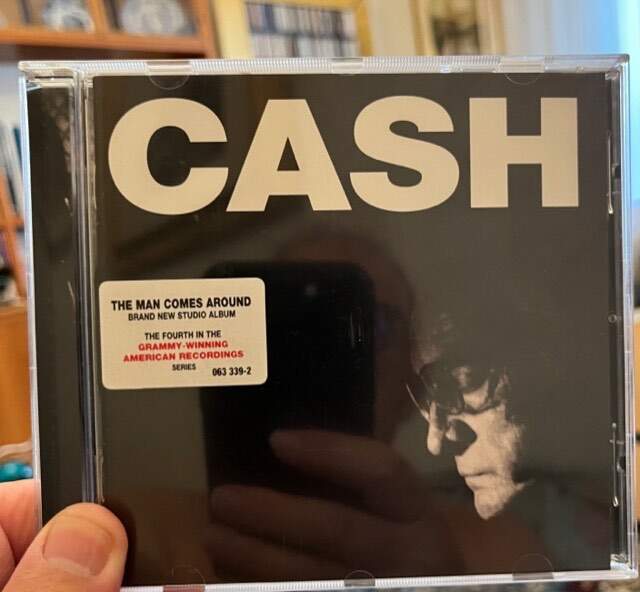 CASH
THE MAN COMES AROUND
BRAND NEW STUDIO ALBUM
THE FOURTH IN THE
GRAMMY-WINNING
AMERICAN RECORDINGS
SERIES
063 339-2